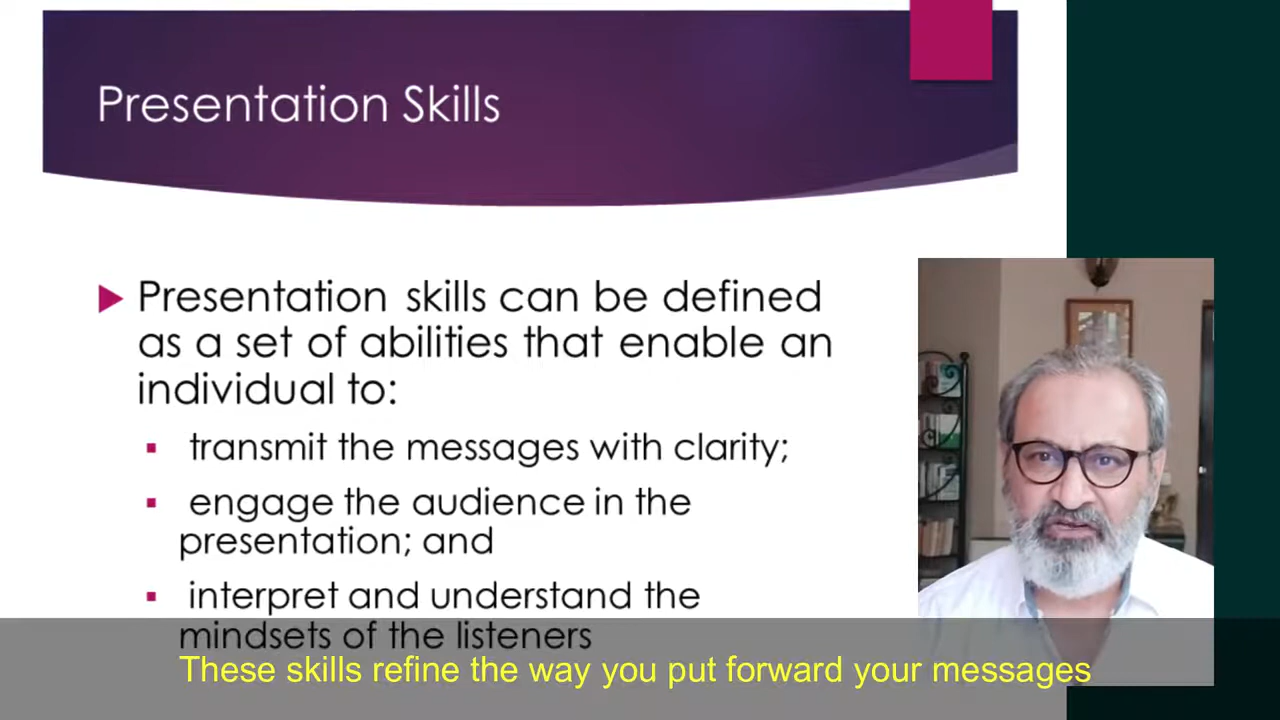 Presentation Skills
Presentation skills can be defined
as a set of abilities that enable an
individual to:
transmit the messages with clarity;
engage the audience in the
presentation; and
interpret and understand the
mindsets of the listeners
These skills refine the way you put forward your messages